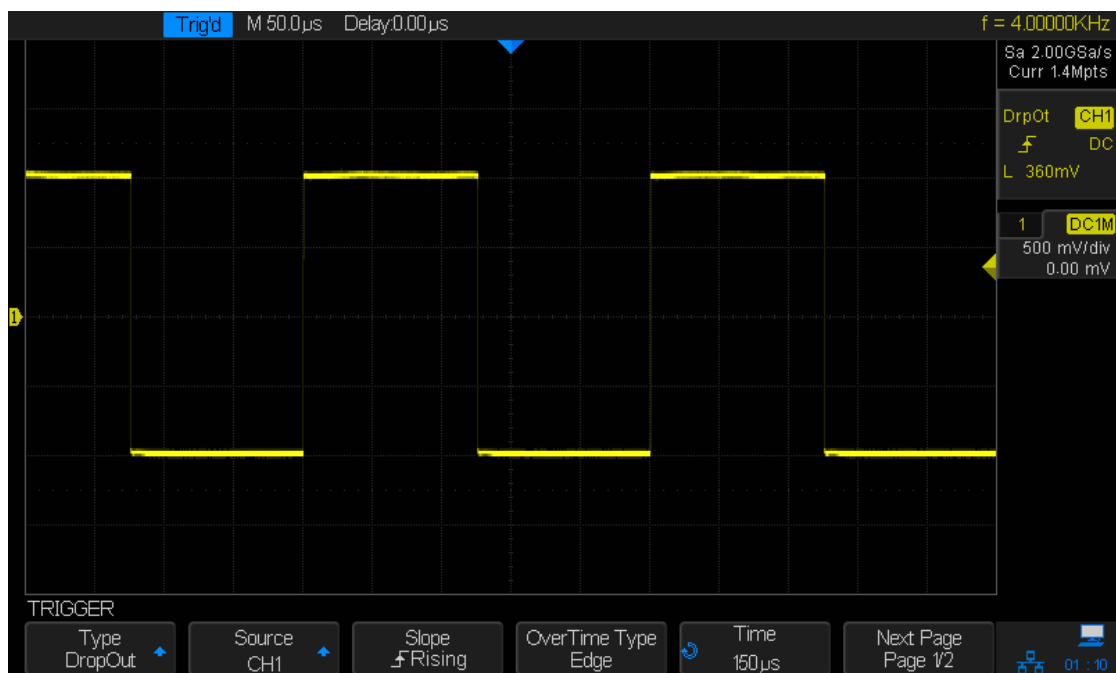 Trig'd M 50.0µs Delay:0.00µs f = 4.00000KHz
Sa 2.00GSa/s
Curr 1.4Mpts
DrpOt CH1
DC
L 360mV
1 DC1M
500 mV/div
0.00 mV
1
TRIGGER
Type
DropOut
Source
CH1
Slope
Rising
OverTime Type
Edge
Time
150µs
Next Page
Page 1/2
01 : 10